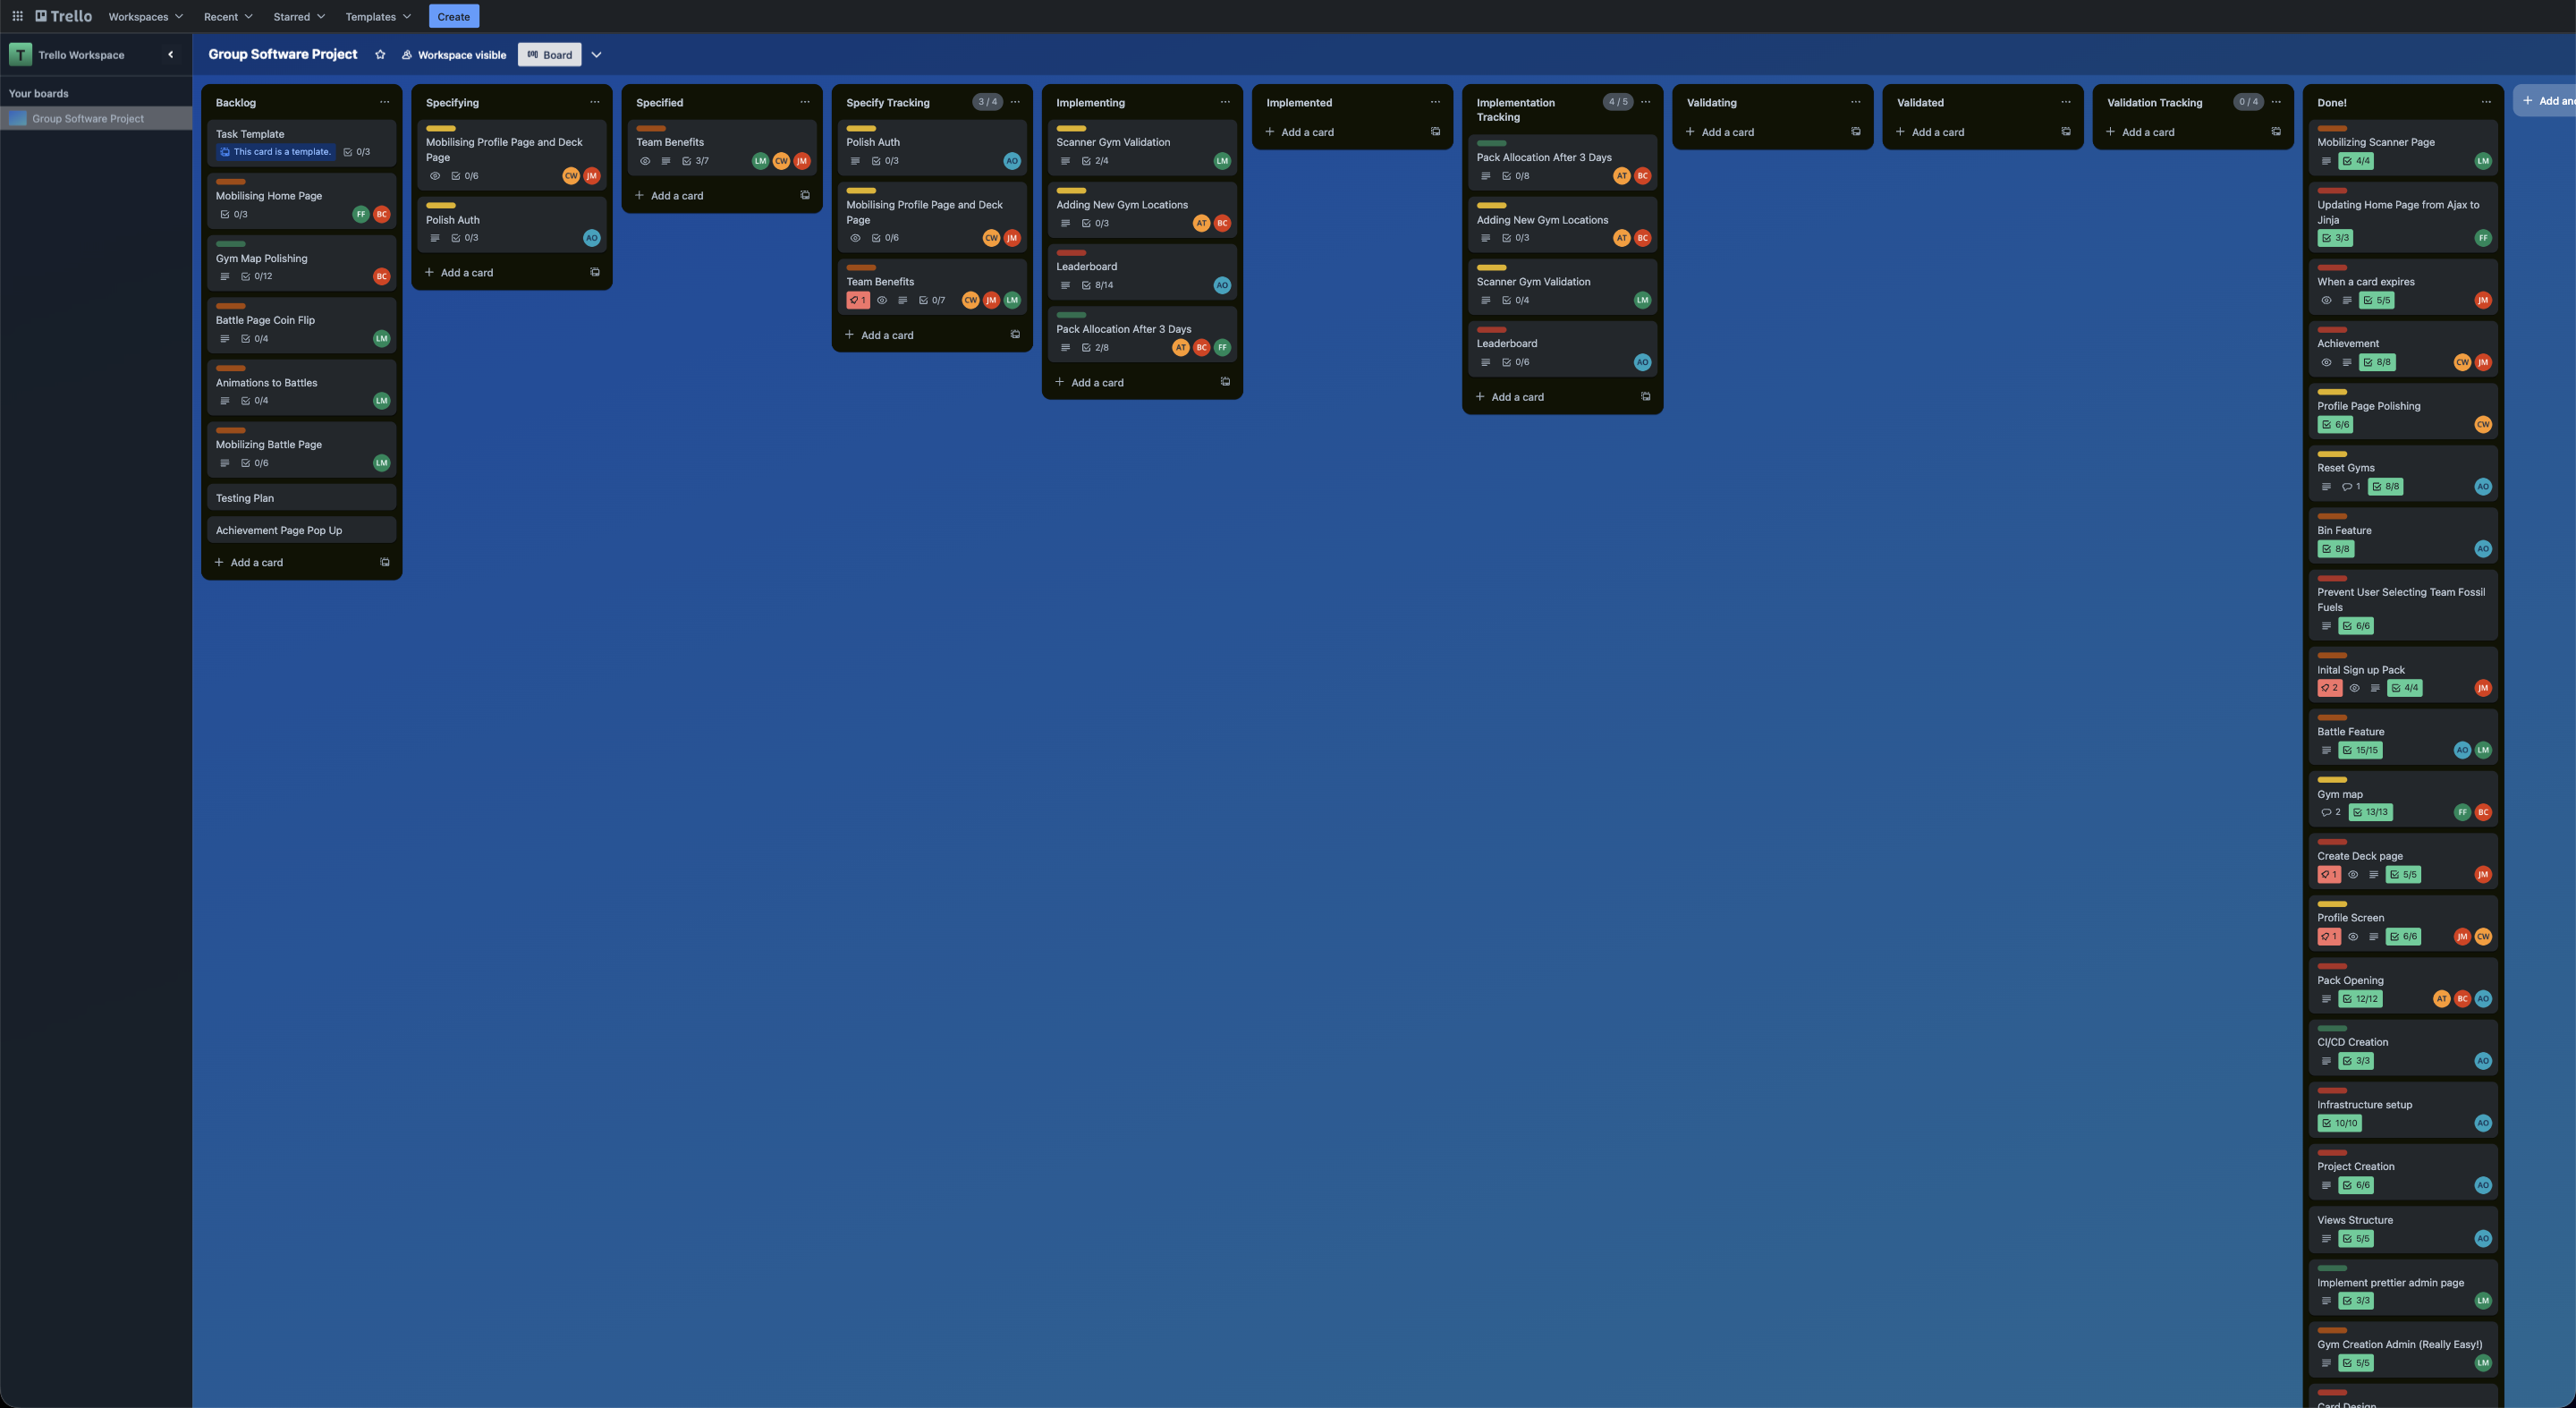 Trello
Workspaces
Recent
Starred
Templates
Create
T
Trello Workspace
Your boards
Group Software Project
Group Software Project
Workspace visible
Board
Backlog
Task Template
This card is a template.
0/3
Mobilising Home Page
0/3
FF
BC
Gym Map Polishing
0/12
BC
Battle Page Coin Flip
0/4
LM
Animations to Battles
0/4
LM
Mobilizing Battle Page
0/6
LM
Testing Plan
Achievement Page Pop Up
Add a card
Specifying
Mobilising Profile Page and Deck
Page
0/6
CW
JM
Polish Auth
0/3
AO
Add a card
Specified
Team Benefits
3/7
LM
CW
JM
Add a card
Specify Tracking
3 / 4
Polish Auth
0/3
AO
Mobilising Profile Page and Deck
Page
0/6
CW
JM
Team Benefits
1
0/7
CW
JM
LM
Add a card
Implementing
Scanner Gym Validation
2/4
LM
Adding New Gym Locations
0/3
AT
BC
Leaderboard
8/14
AO
Pack Allocation After 3 Days
2/8
AT
BC
FF
Add a card
Implemented
Add a card
Implementation
Tracking
4 / 5
Pack Allocation After 3 Days
0/8
AT
BC
Adding New Gym Locations
0/3
AT
BC
Scanner Gym Validation
0/4
LM
Leaderboard
0/6
AO
Add a card
Validating
Add a card
Validated
Add a card
Validation Tracking
0 / 4
Add a card
Done!
Mobilizing Scanner Page
4/4
LM
Updating Home Page from Ajax to
Jinja
3/3
FF
When a card expires
5/5
JM
Achievement
8/8
CW
JM
Profile Page Polishing
6/6
CW
Reset Gyms
1
8/8
AO
Bin Feature
8/8
AO
Prevent User Selecting Team Fossil
Fuels
6/6
Inital Sign up Pack
2
4/4
JM
Battle Feature
15/15
AO
LM
Gym map
2
13/13
FF
BC
Create Deck page
1
5/5
JM
Profile Screen
1
6/6
JM
CW
Pack Opening
12/12
AT
BC
AO
CI/CD Creation
3/3
AO
Infrastructure setup
10/10
AO
Project Creation
6/6
AO
Views Structure
5/5
AO
Implement prettier admin page
3/3
LM
Gym Creation Admin (Really Easy!)
5/5
LM
Card Design
Add an